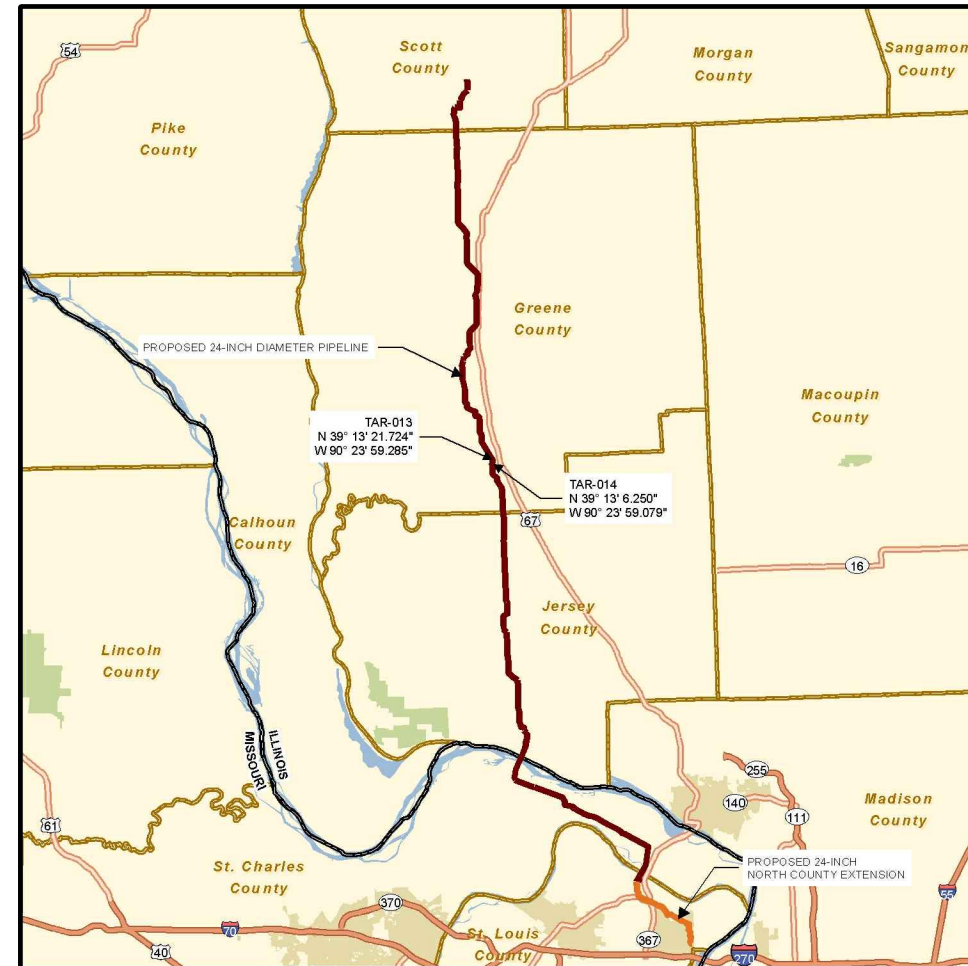 54
Scott
County
Morgan
County
Sangamon
County
Pike
County
Greene
County
PROPOSED 24-INCH DIAMETER PIPELINE
Macoupin
County
TAR-013
N 39° 13' 21.724"
W 90° 23' 59.285"
TAR-014
N 39° 13' 6.250"
W 90° 23' 59.079"
67
Calhoun
County
16
Jersey
County
Lincoln
County
ILLINOIS
MISSOURI
255
140
111
Madison
County
61
PROPOSED 24-INCH
NORTH COUNTY EXTENSION
St. Charles
County
55
370
70
St. Louis
County
367
40
270